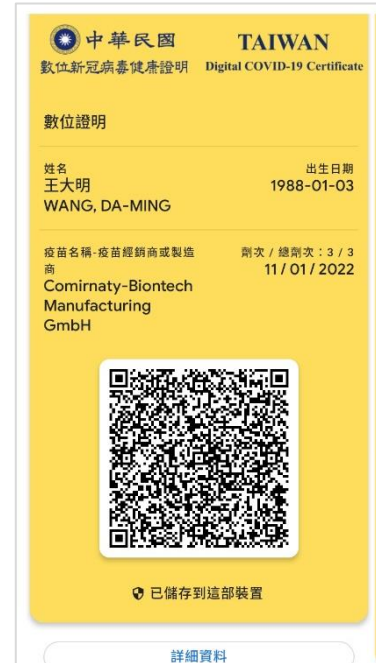 中華民國
TAIWAN
數位新冠病毒健康證明
Digital COVID-19 Certificate
數位證明
姓名
出生日期
王大明
1988-01-03
WANG, DA-MING
疫苗名稱-疫苗經銷商或製造
商
劑次 / 總劑次：3 / 3
11 / 01 / 2022
Comirnaty-Biontech
Manufacturing
GmbH
已儲存到這部裝置
詳細資料